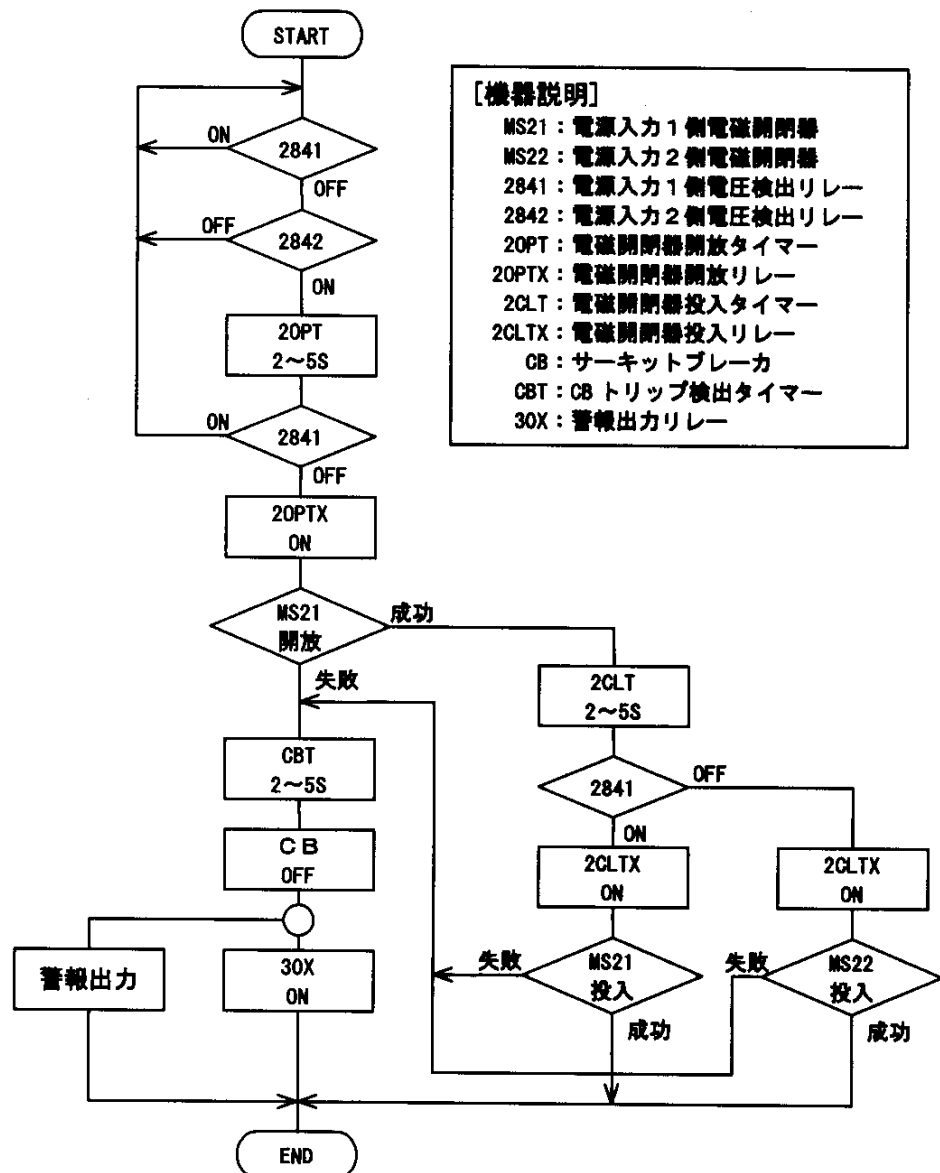 START
[機器説明]
MS21：電源入力1側電磁開閉器
MS22：電源入力2側電磁開閉器
2841：電源入力1側電圧検出リレー
2842：電源入力2側電圧検出リレー
2OPT：電磁開閉器開放タイマー
2OPTX：電磁開閉器開放リレー
2CLT：電磁開閉器投入タイマー
2CLTX：電磁開閉器投入リレー
CB：サーキットブレーカ
CBT：CBトリップ検出タイマー
30X：警報出力リレー
ON
2841
OFF
OFF
2842
ON
2OPT
2～5S
ON
2841
OFF
2OPTX
ON
MS21
開放
成功
失敗
2CLT
2～5S
CBT
2～5S
2841
OFF
ON
CB
OFF
2CLTX
ON
2CLTX
ON
警報出力
30X
ON
失敗
MS21
投入
成功
失敗
MS22
投入
成功
END